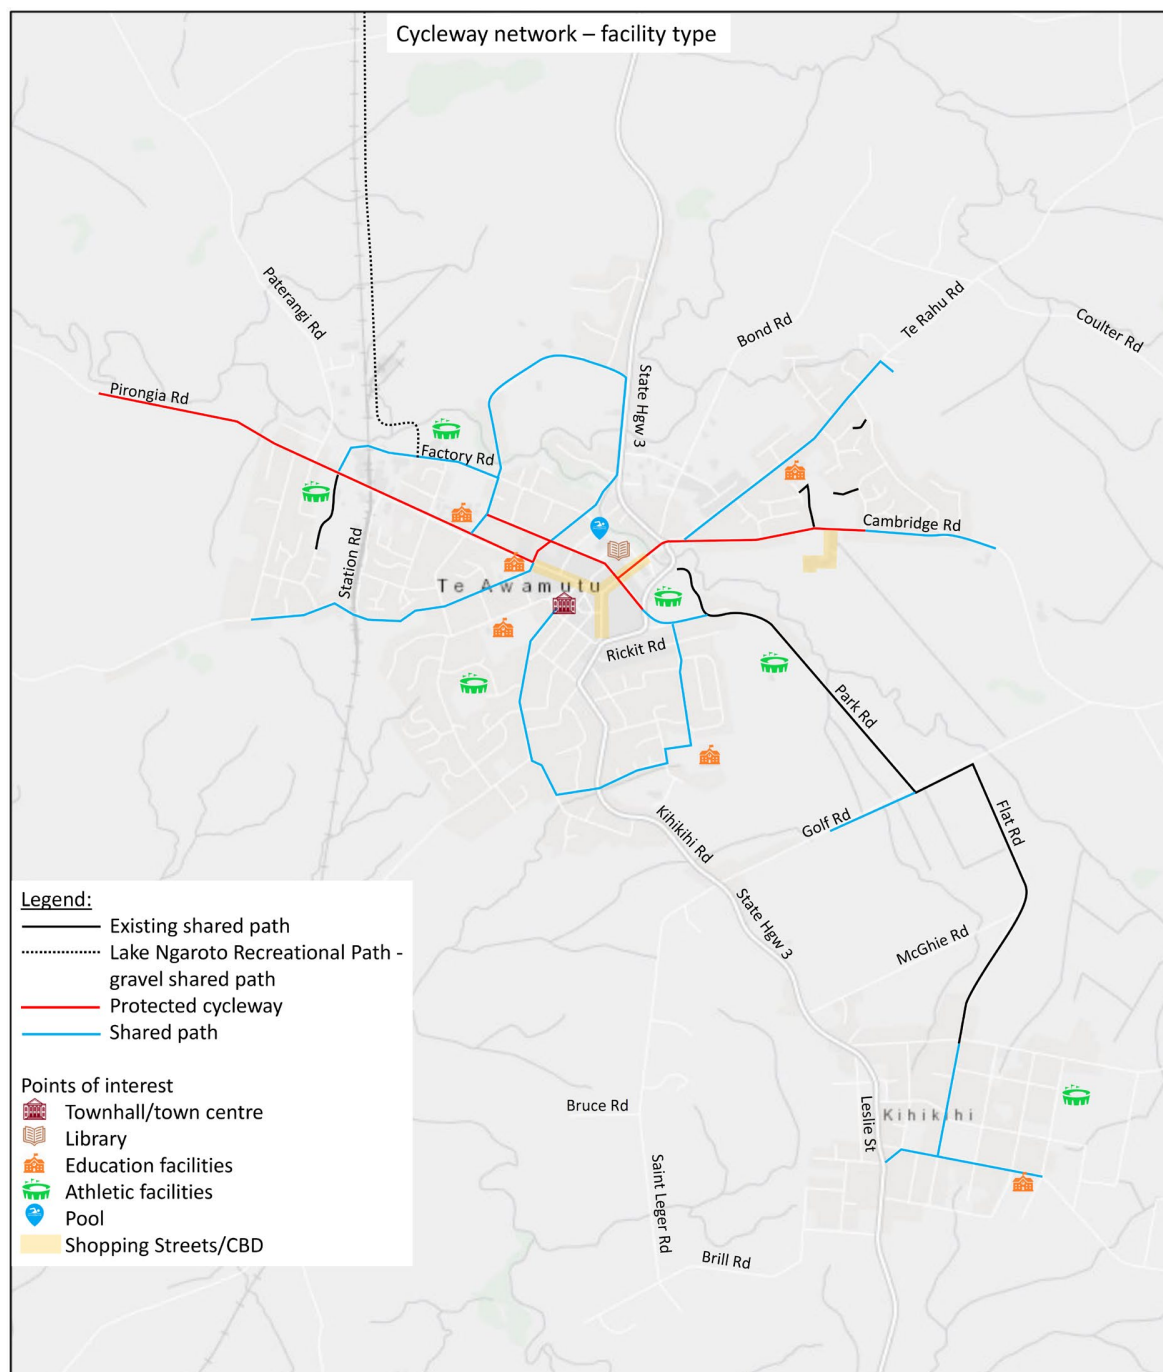 Cycleway network – facility type
Paterangi Rd
Pirongia Rd
State Hgw 3
Bond Rd
Te Rahu Rd
Coulter Rd
Factory Rd
Station Rd
Cambridge Rd
Te Awamutu
Rickit Rd
Park Rd
Golf Rd
Flat Rd
Kihikihi Rd
State Hgw 3
McGhie Rd
Bruce Rd
Leslie St
Kihikihi
Saint Leger Rd
Brill Rd
Legend:
Existing shared path
Lake Ngaroto Recreational Path -
gravel shared path
Protected cycleway
Shared path
Points of interest
Townhall/town centre
Library
Education facilities
Athletic facilities
Pool
Shopping Streets/CBD